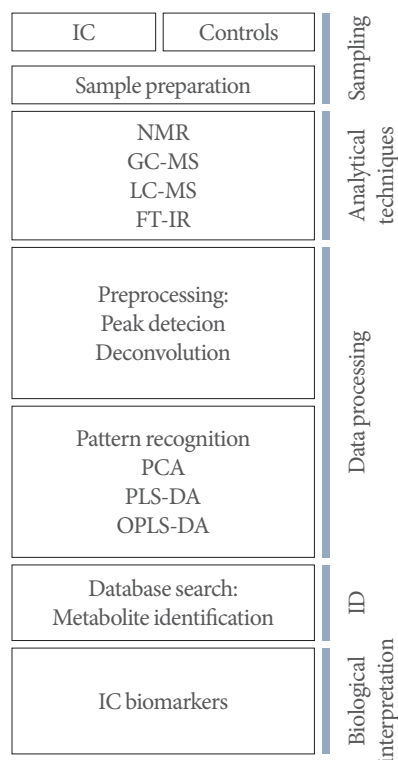 IC
Controls
Sample preparation
Sampling
NMR
GC-MS
LC-MS
FT-IR
Analytical
techniques
Preprocessing:
Peak detecion
Deconvolution
Pattern recognition
PCA
PLS-DA
OPLS-DA
Data processing
Database search:
Metabolite identification
ID
IC biomarkers
Biological
interpretation